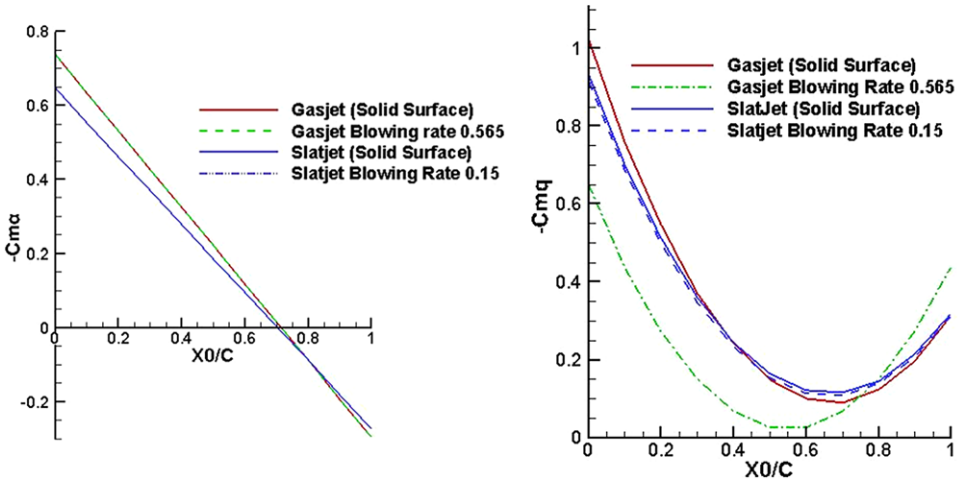 0.8
0.6
0.4
0.2
0
-0.2
-Cmα
0.2
0.4
0.6
0.8
1
X0/C
Gasjet (Solid Surface)
Gasjet Blowing rate 0.565
Slatjet (Solid Surface)
Slatjet Blowing Rate 0.15
1
0.8
0.6
0.4
0.2
0
-Cmq
0
0.2
0.4
0.6
0.8
1
X0/C
Gasjet (Solid Surface)
Gasjet Blowing Rate 0.565
SlatJet (Solid Surface)
Slatjet Blowing Rate 0.15